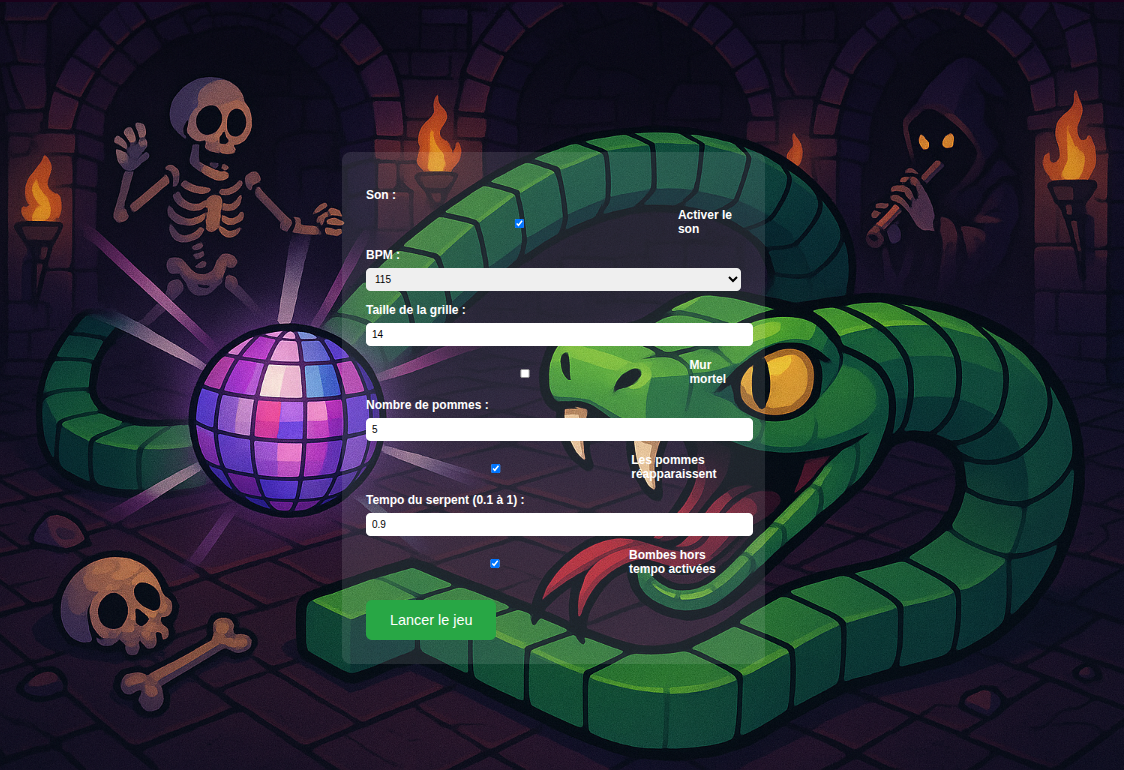 Son :
Activer le
son
BPM :
115
Taille de la grille :
14
Mur
mortel
Nombre de pommes :
5
Les pommes
réapparaissent
Tempo du serpent (0.1 à 1) :
0.9
Bombes hors
tempo activées
Lancer le jeu